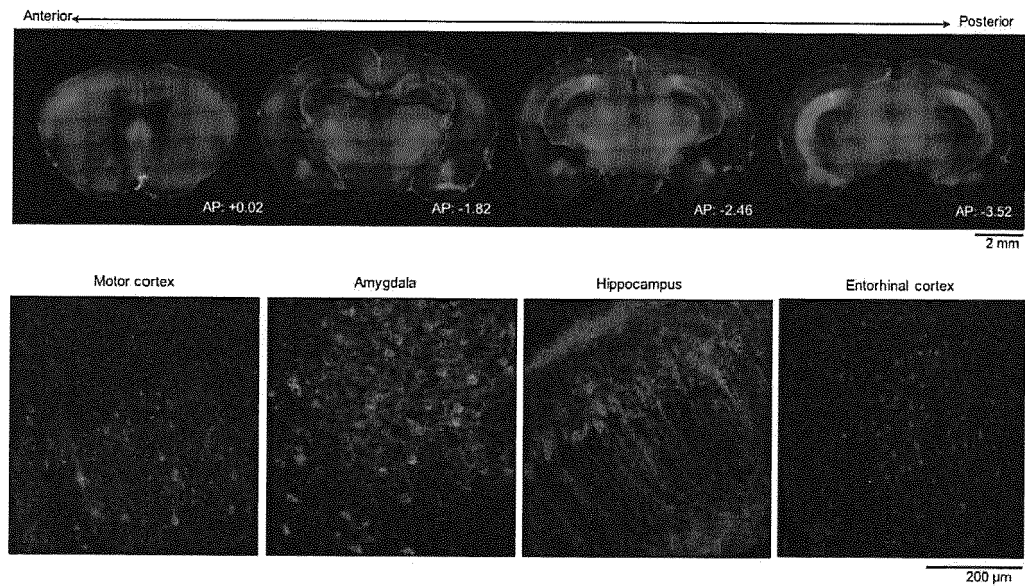 Anterior Posterior
AP: +0.02 AP: -1.82 AP: -2.46 AP: -3.52
2 mm
Motor cortex Amygdala Hippocampus Entorhinal cortex
200 µm